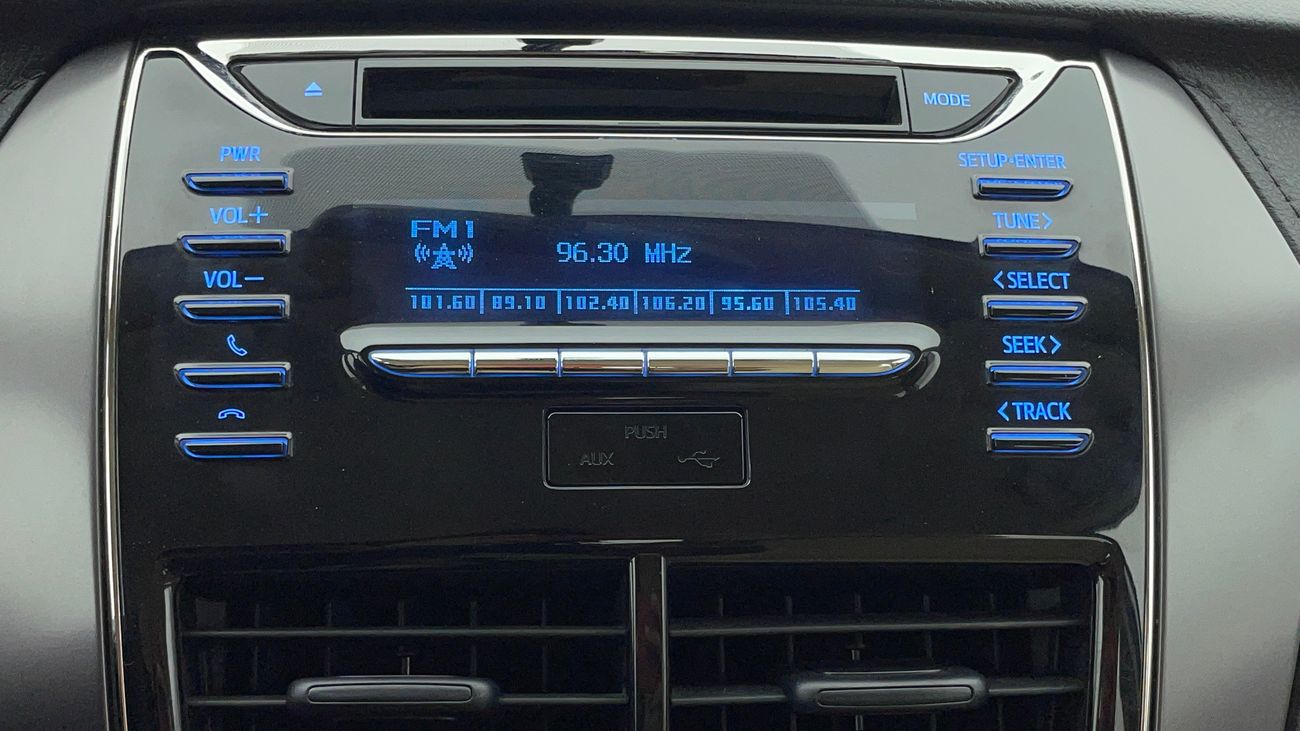 MODE
PWR
SETUP•ENTER
VOL+
TUNE>
FM1
96.30 MHz
VOL-
<SELECT
101.60|89.10|102.40|106.20|95.60|105.40
SEEK>
<TRACK
PUSH
AUX